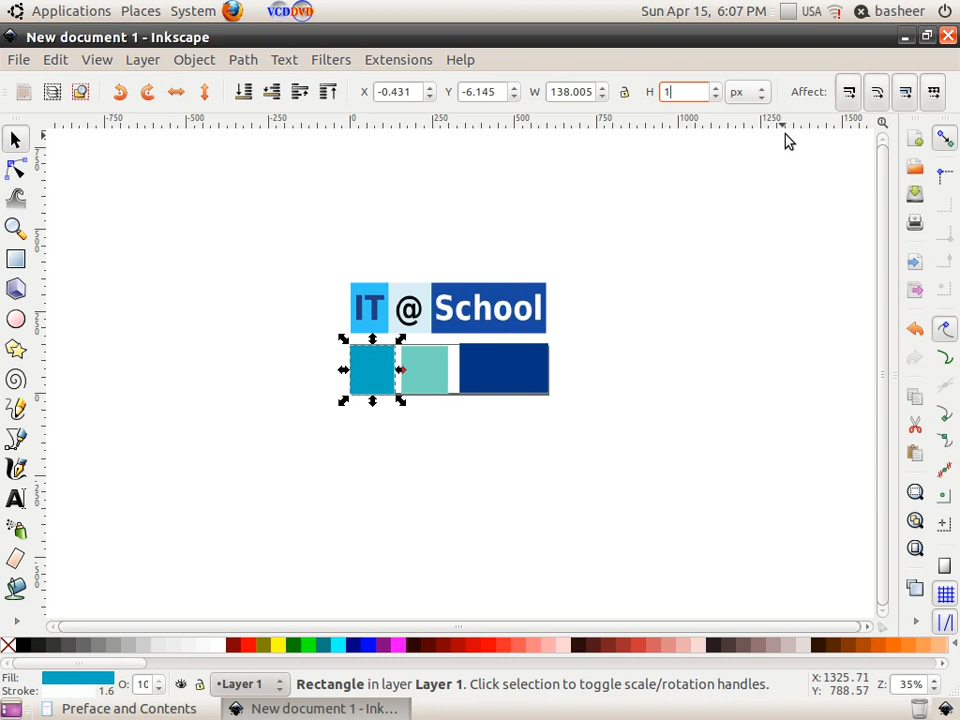 Applications Places System VCD DVD Sun Apr 15, 6:07 PM USA basheer
New document 1 - Inkscape
File Edit View Layer Object Path Text Filters Extensions Help
X -0.431 Y -6.145 W 138.005 H 1 px Affect:
-750 -250 0 250 500 750 1000 1250 1500
IT @ School
Fill: O: 10 •Layer 1 Rectangle in layer Layer 1. Click selection to toggle scale/rotation handles. X: 1325.71 Z: 35%
Stroke: 1.6 Y: 788.57
Preface and Contents New document 1 - Ink...